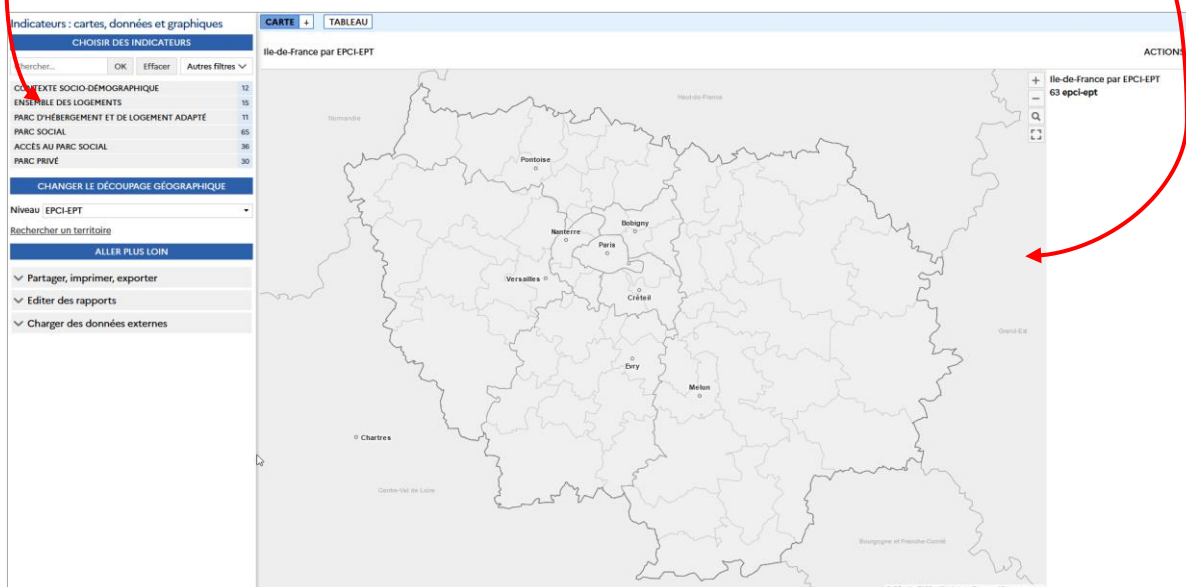 Indicateurs : cartes, données et graphiques
CHOISIR DES INDICATEURS
Chercher... OK Effacer Autres filtres
CONTEXTE SOCIO-DÉMOGRAPHIQUE 12
ENSEMBLE DES LOGEMENTS 15
PARC D'HÉBERGEMENT ET DE LOGEMENT ADAPTÉ 11
PARC SOCIAL 65
ACCÈS AU PARC SOCIAL 36
PARC PRIVÉ 30
CHANGER LE DÉCOUPAGE GÉOGRAPHIQUE
Niveau EPCI-EPT
Rechercher un territoire
ALLER PLUS LOIN
Partager, imprimer, exporter
Editer des rapports
Charger des données externes
CARTE + TABLEAU
Ile-de-France par EPCI-EPT
ACTIONS
Ile-de-France par EPCI-EPT
63 epci-ept
Haut-de-France
Normandie
Pontoise
Bobigny
Nanterre
Paris
Versailles
Créteil
Grand-Est
Evry
Melun
Chartres
Centre-Val de Loire
Bourgogne et Franche-Comté